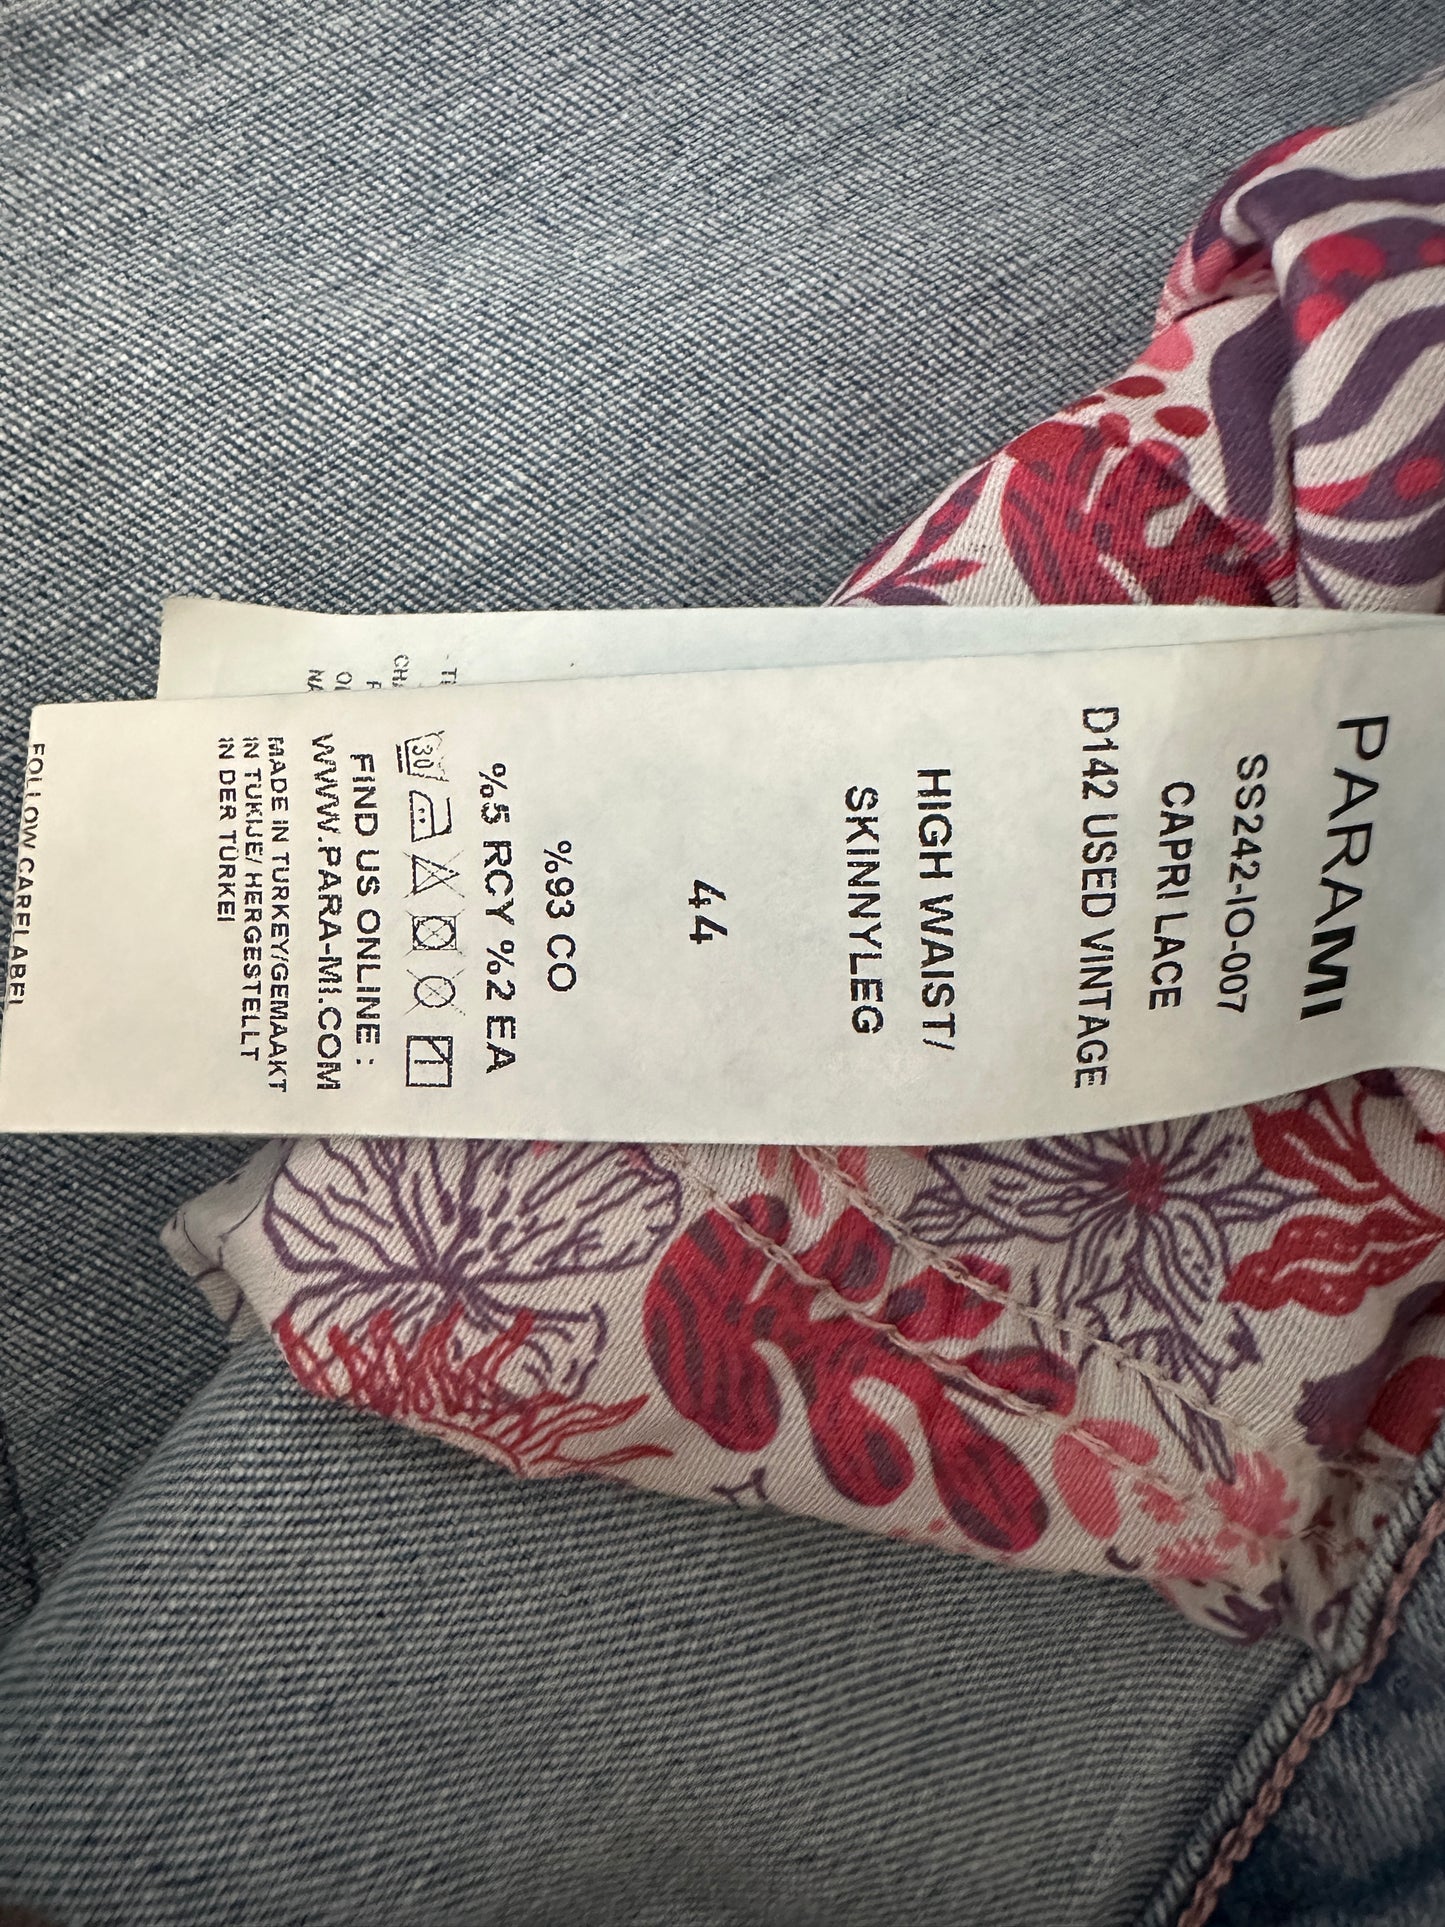 PARAMI
SS242-IO-007
CAPRI LACE
D142 USED VINTAGE
HIGH WAIST/
SKINNYLEG
44
%93 CO
%5 RCY %2 EA
30
FIND US ONLINE :
WWW.PARA-MI.COM
MADE IN TURKEY/GEMAAKT
IN TUKIJE/ HERGESTELLT
IN DER TÜRKEI
FOLLOW CARELABEL